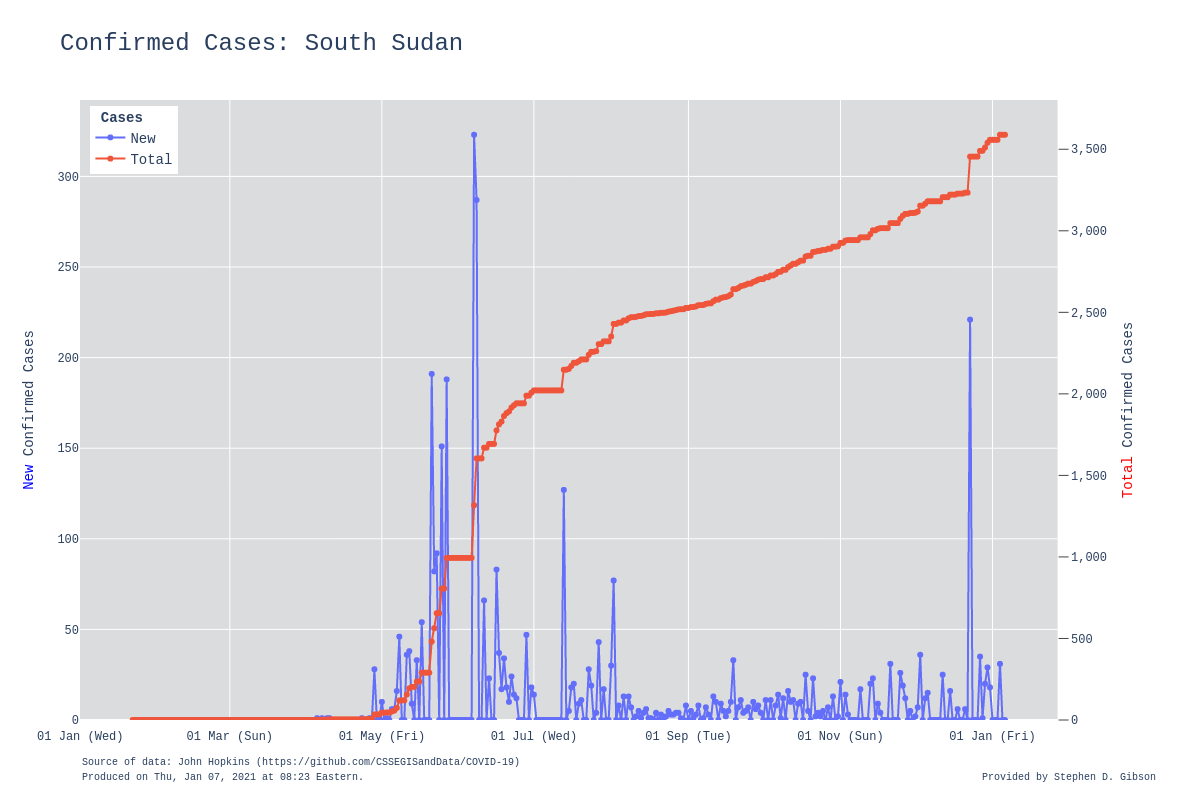 Confirmed Cases: South Sudan
Cases
New
Total
300
250
200
150
100
50
0
3,500
3,000
2,500
2,000
1,500
1,000
500
0
New Confirmed Cases
Total Confirmed Cases
01 Jan (Wed)
01 Mar (Sun)
01 May (Fri)
01 Jul (Wed)
01 Sep (Tue)
01 Nov (Sun)
01 Jan (Fri)
Source of data: John Hopkins (https://github.com/CSSEGISandData/COVID-19)
Produced on Thu, Jan 07, 2021 at 08:23 Eastern.
Provided by Stephen D. Gibson